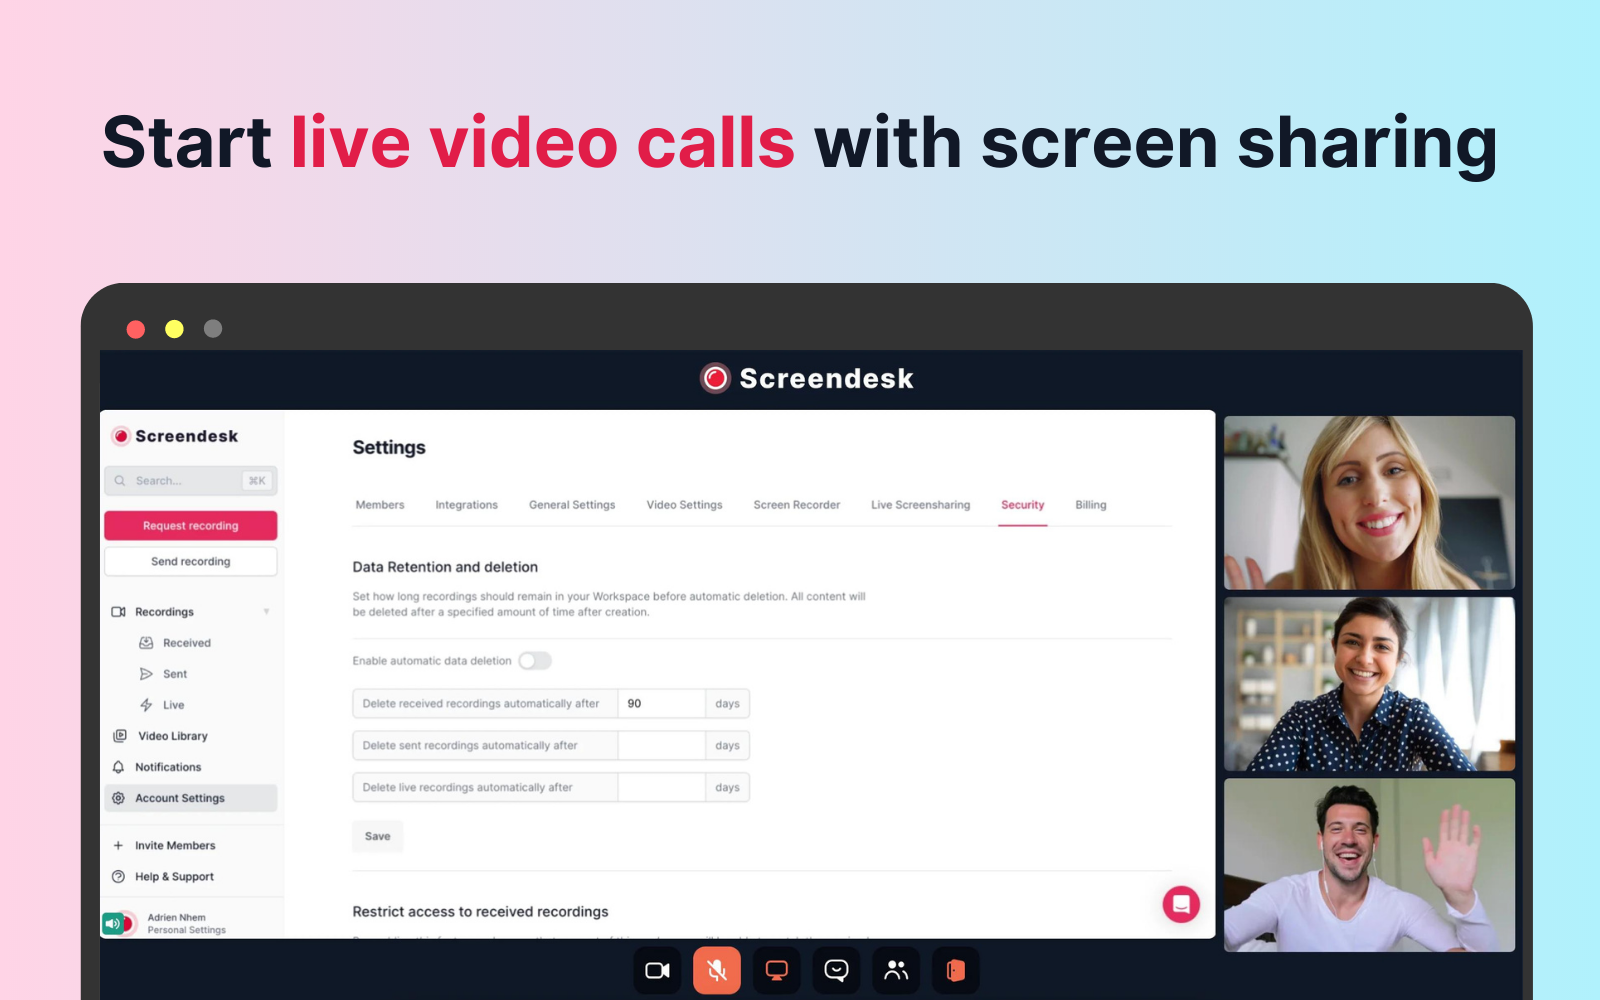 Start live video calls with screen sharing
Screendesk
Screendesk
Search...
⌘K
Request recording
Send recording
Recordings
Received
Sent
Live
Video Library
Notifications
Account Settings
Invite Members
Help & Support
Adrien Nhem
Personal Settings
Settings
Members Integrations General Settings Video Settings Screen Recorder Live Screensharing Security Billing
Data Retention and deletion
Set how long recordings should remain in your Workspace before automatic deletion. All content will
be deleted after a specified amount of time after creation.
Enable automatic data deletion
Delete received recordings automatically after 90 days
Delete sent recordings automatically after days
Delete live recordings automatically after days
Save
Restrict access to received recordings